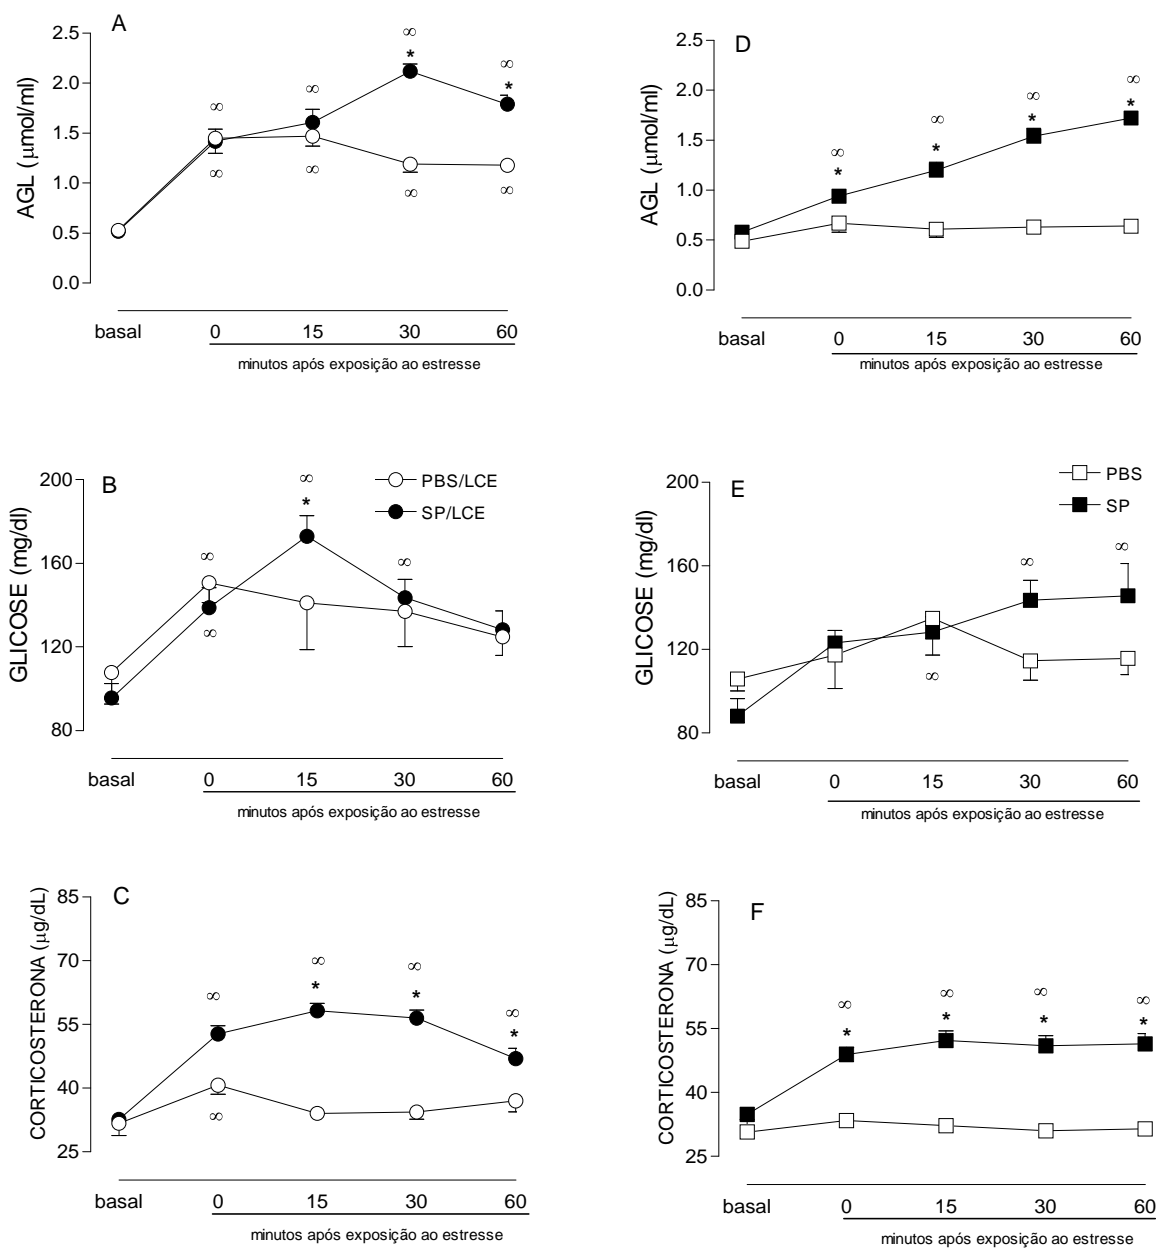 A
AGL (μmol/ml)
2.5
2.0
1.5
1.0
0.5
0.0
∞ ∞ ∞ * ∞ *
∞ ∞ ∞ ∞
basal 0 15 30 60
minutos após exposição ao estresse
D
AGL (μmol/ml)
2.5
2.0
1.5
1.0
0.5
0.0
∞ * ∞ * ∞ * ∞ *
basal 0 15 30 60
minutos após exposição ao estresse
B
GLICOSE (mg/dl)
200
160
120
80
PBS/LCE
SP/LCE
∞ ∞ * ∞
∞
basal 0 15 30 60
minutos após exposição ao estresse
E
GLICOSE (mg/dl)
200
160
120
80
PBS
SP
∞ ∞ ∞
basal 0 15 30 60
minutos após exposição ao estresse
C
CORTICOSTERONA (μg/dL)
85
70
55
40
25
∞ ∞ * ∞ * ∞ *
∞
basal 0 15 30 60
minutos após exposição ao estresse
F
CORTICOSTERONA (μg/dL)
85
70
55
40
25
∞ * ∞ * ∞ * ∞ *
basal 0 15 30 60
minutos após exposição ao estresse